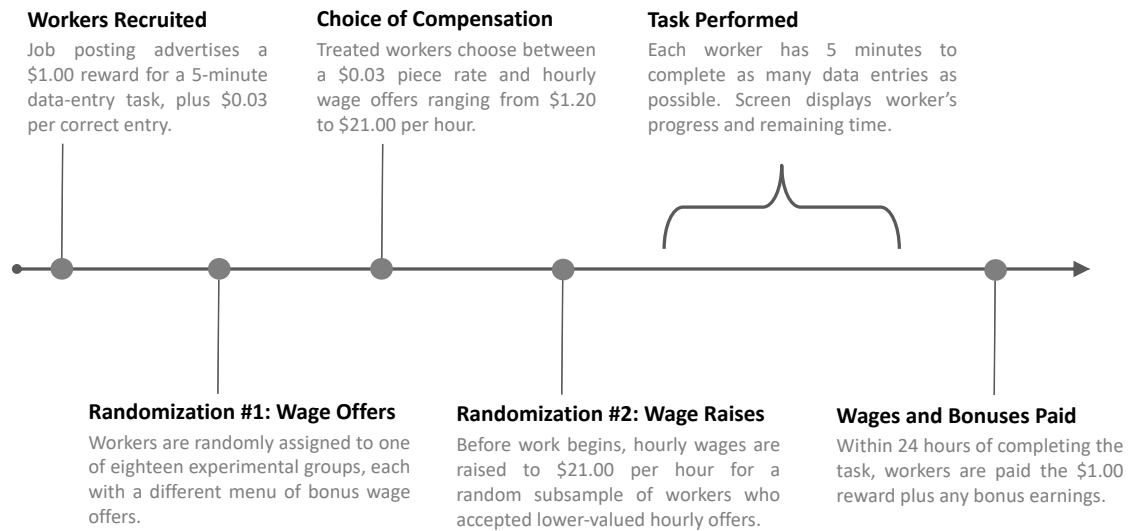 Workers Recruited
Job posting advertises a
$1.00 reward for a 5-minute
data-entry task, plus $0.03
per correct entry.
Choice of Compensation
Treated workers choose between
a $0.03 piece rate and hourly
wage offers ranging from $1.20
to $21.00 per hour.
Task Performed
Each worker has 5 minutes to
complete as many data entries as
possible. Screen displays worker's
progress and remaining time.
Randomization #1: Wage Offers
Workers are randomly assigned to one
of eighteen experimental groups, each
with a different menu of bonus wage
offers.
Randomization #2: Wage Raises
Before work begins, hourly wages are
raised to $21.00 per hour for a
random subsample of workers who
accepted lower-valued hourly offers.
Wages and Bonuses Paid
Within 24 hours of completing the
task, workers are paid the $1.00
reward plus any bonus earnings.